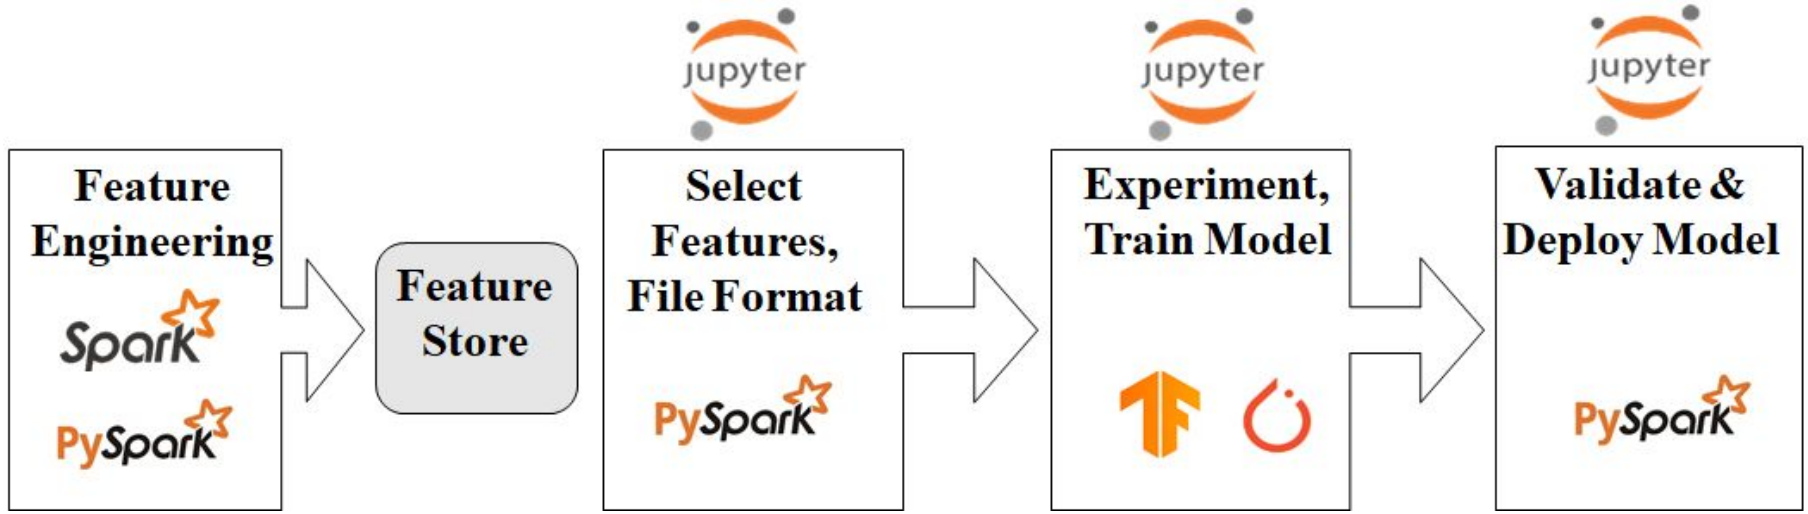 jupyter
jupyter
jupyter
Feature
Engineering
Spark
PySpark
Feature
Store
Select
Features,
File Format
PySpark
Experiment,
Train Model
Validate &
Deploy Model
PySpark